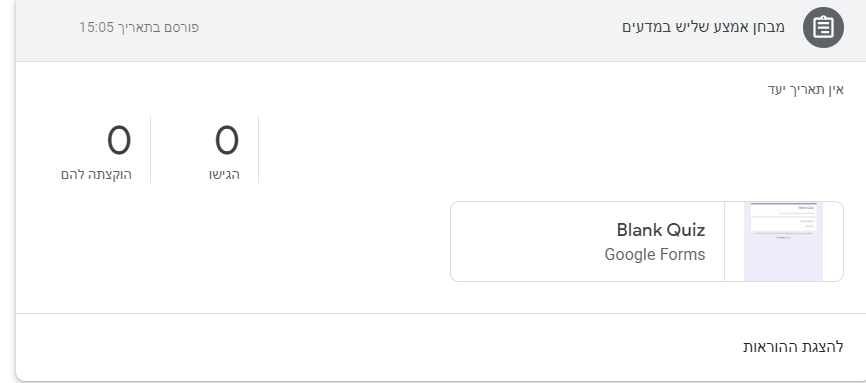 מבחן אמצע שליש במדעים
פורסם בתאריך 15:05
אין תאריך יעד
0
הגישו
0
הוקצתה להם
Blank Quiz
Google Forms
להצגת ההוראות